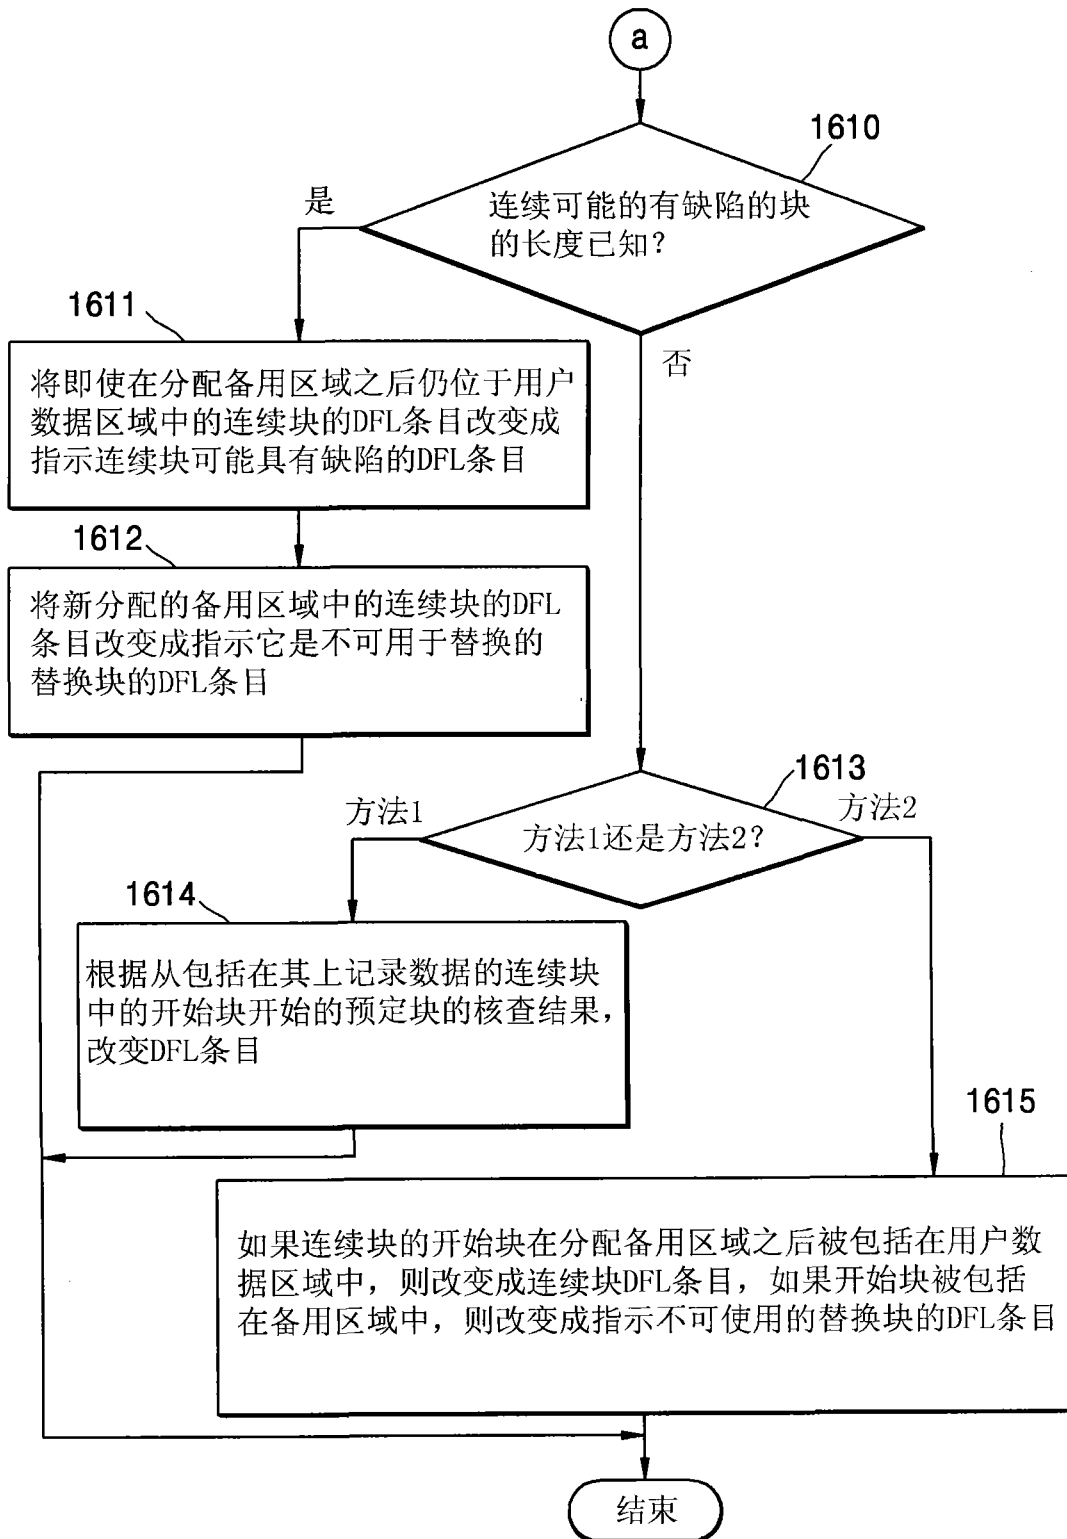 a
1610
连续可能的有缺陷的块
的长度已知?
是
否
1611
将即使在分配备用区域之后仍位于用户
数据区域中的连续块的DFL条目改变成
指示连续块可能具有缺陷的DFL条目
1612
将新分配的备用区域中的连续块的DFL
条目改变成指示它是不可用于替换的
替换块的DFL条目
1613
方法1
方法2
方法1还是方法2?
1614
根据从包括在其上记录数据的连续块
中的开始块开始的预定块的核查结果,
改变DFL条目
1615
如果连续块的开始块在分配备用区域之后被包括在用户数
据区域中, 则改变成连续块DFL条目, 如果开始块被包括
在备用区域中, 则改变成指示不可使用的替换块的DFL条目
结束